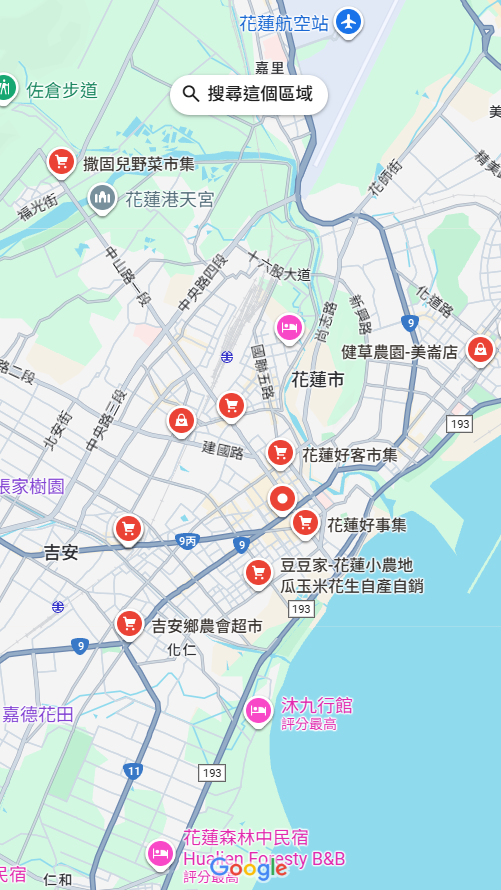 花蓮航空站
嘉里
佐倉步道
搜尋這個區域
撒固兒野菜市集
花師街
福光街
花蓮港天宮
中山路一段
中央路四段
十六股大道
尚志路
新興路
化道路
9
國聯五路
健草農園-美崙店
花蓮市
路二段
北安街
中央路三段
193
建國路
花蓮好客市集
張家樹園
花蓮好事集
吉安
9丙
9
豆豆家-花蓮小農地
瓜玉米花生自產自銷
193
吉安鄉農會超市
化仁
9
沐九行館
評分最高
嘉德花田
11
193
花蓮森林中民宿
Hualien Foresty B&B
評分最高
Google
民宿
仁和